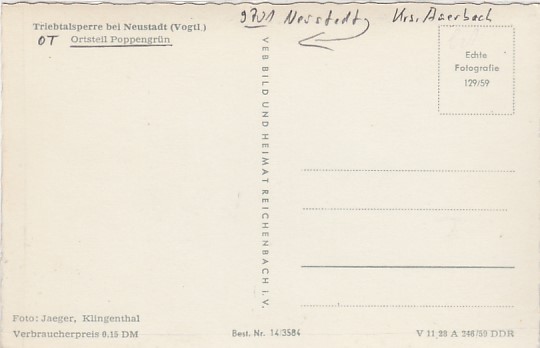 Triebtalsperre bei Neustadt (Vogtl.)
OT Ortsteil Poppengrün
9701 Neustadt, Krs. Auerbach
Echte
Fotografie
129/59
VEB BILD UND HEIMAT REICHENBACH I. V.
Foto: Jaeger, Klingenthal
Verbraucherpreis 0,15 DM
Best. Nr. 14/3584
V 11 28 A 246/59 DDR